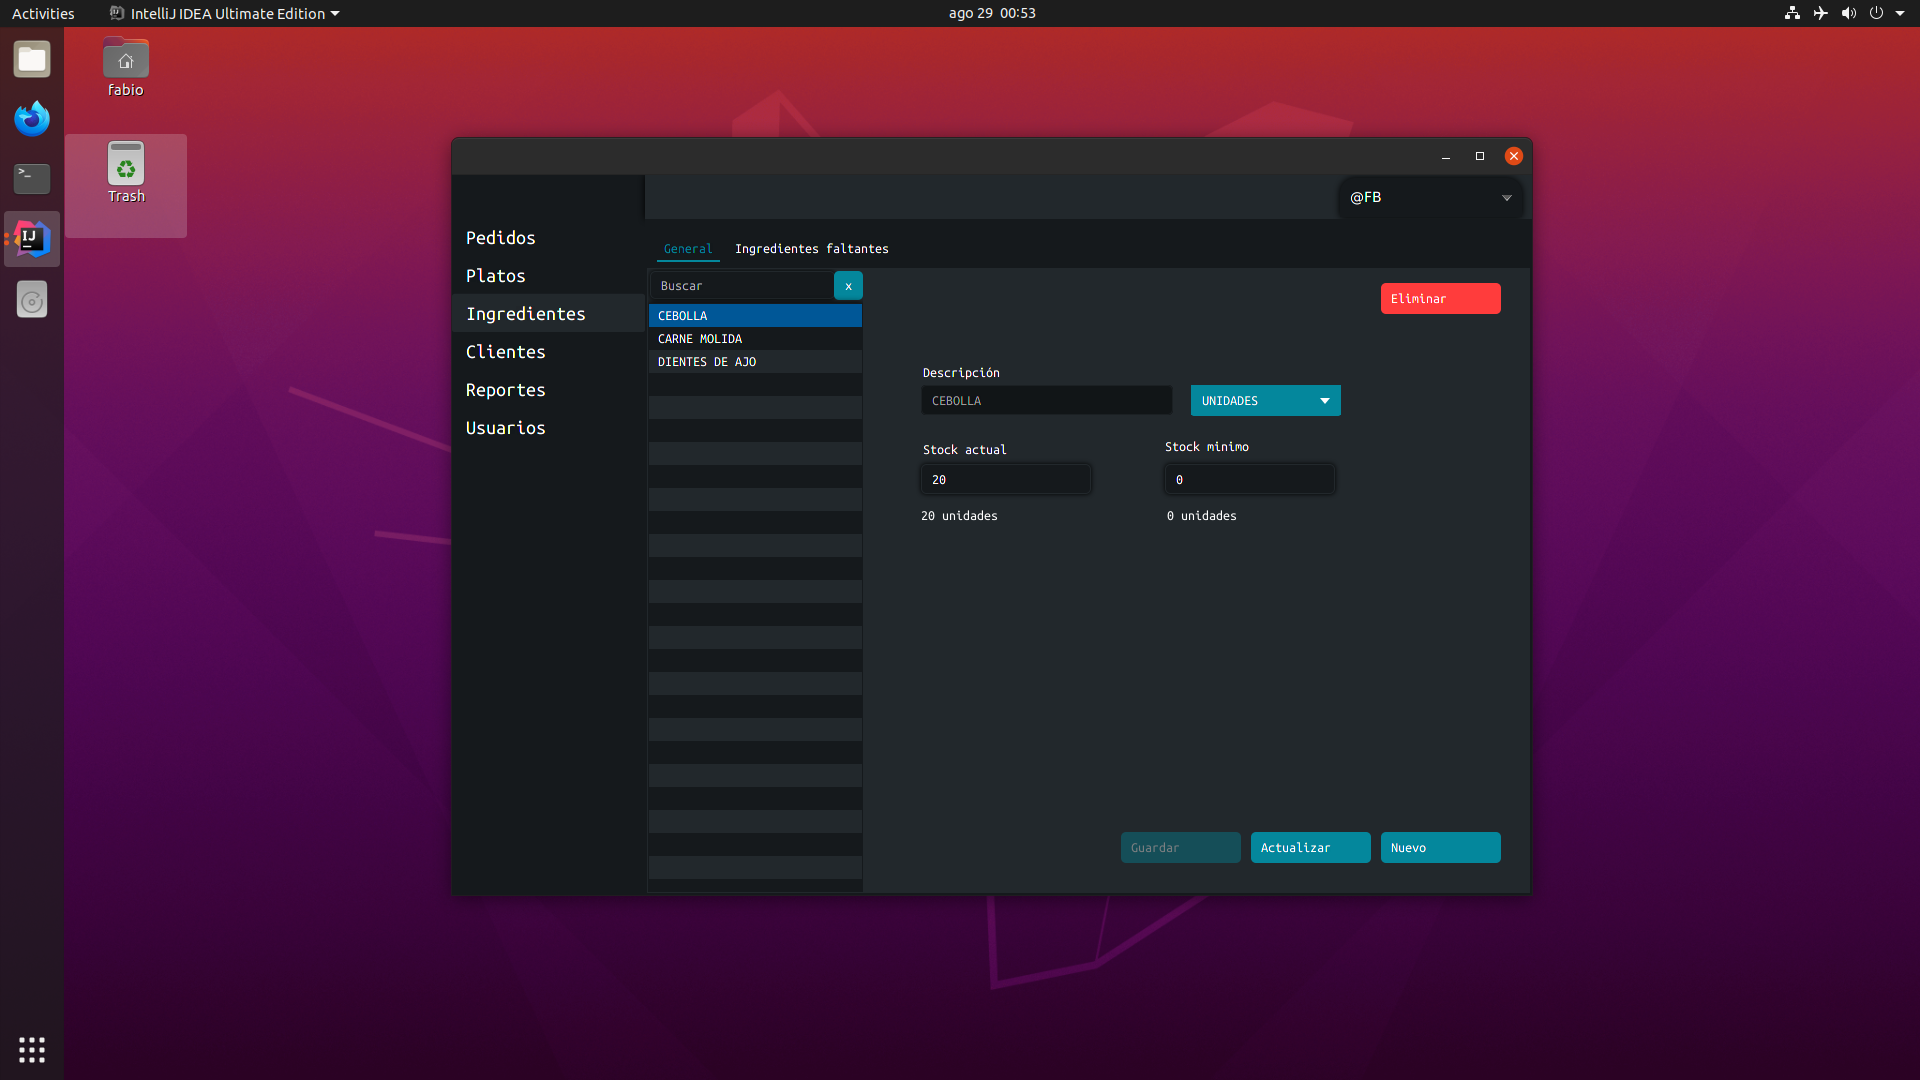 Activities
IntelliJ IDEA Ultimate Edition
ago 29 00:53
fabio
Trash
>_
IJ
@FB
Pedidos
Platos
Ingredientes
Clientes
Reportes
Usuarios
General
Ingredientes faltantes
Buscar
x
CEBOLLA
CARNE MOLIDA
DIENTES DE AJO
Eliminar
Descripción
CEBOLLA
UNIDADES
Stock actual
Stock minimo
20
0
20 unidades
0 unidades
Guardar
Actualizar
Nuevo